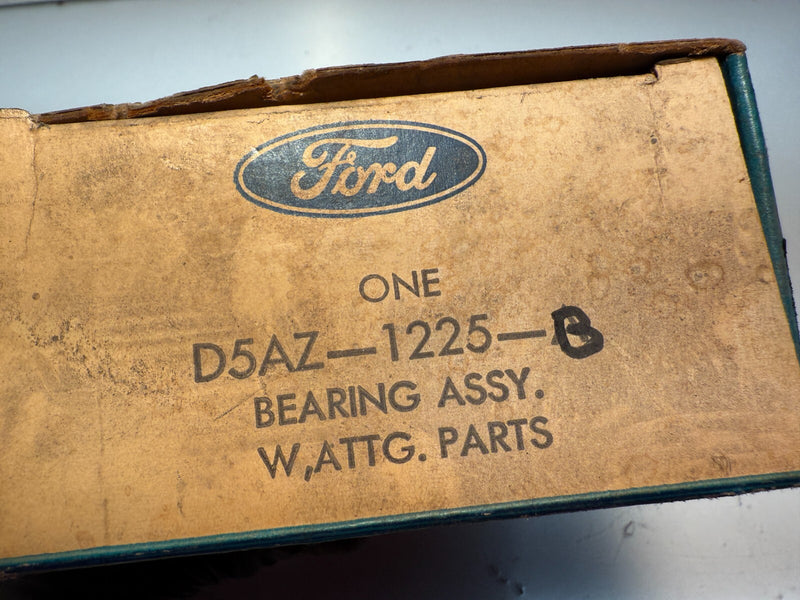 Ford
ONE
D5AZ-1225-B
BEARING ASSY.
W,ATTG. PARTS